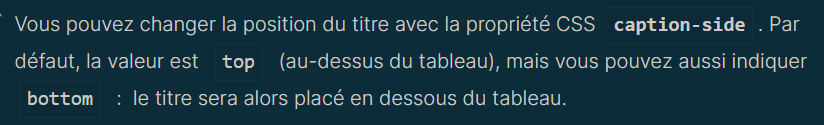 Vous pouvez changer la position du titre avec la propriété CSS caption-side . Par
défaut, la valeur est top (au-dessus du tableau), mais vous pouvez aussi indiquer
bottom : le titre sera alors placé en dessous du tableau.